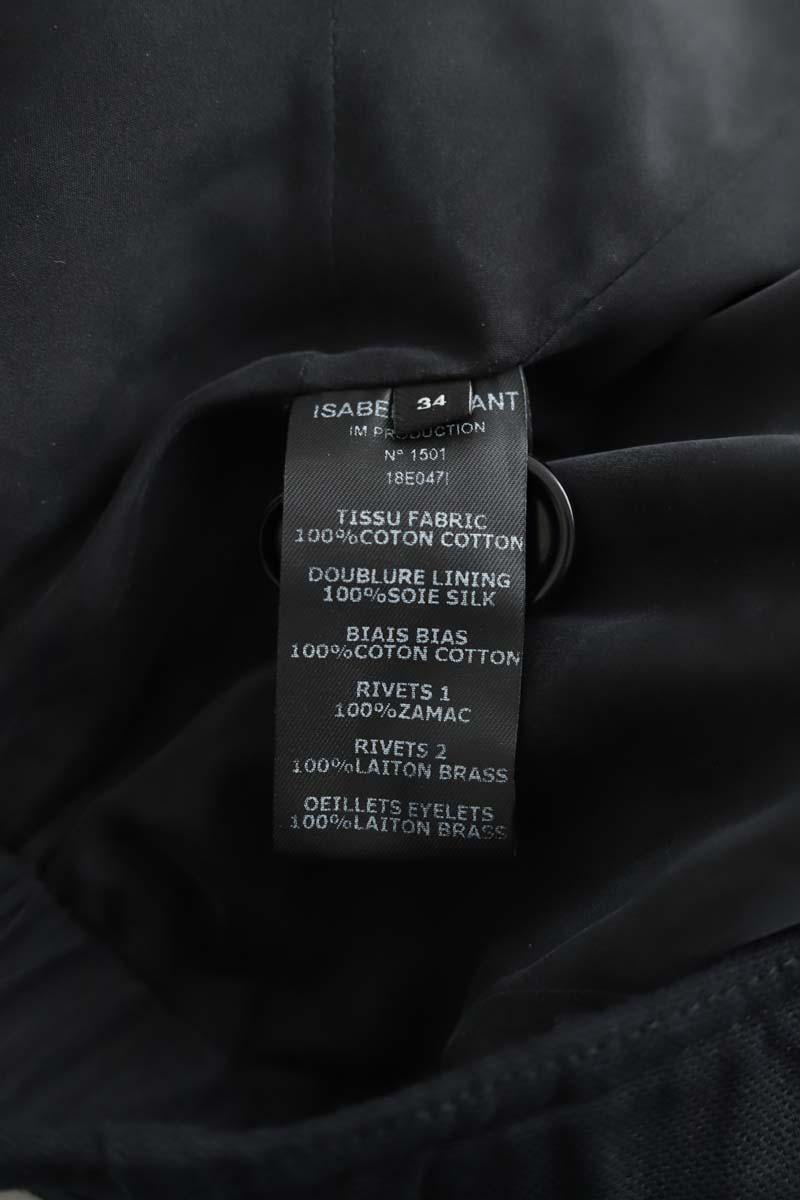 34
ISABE ANT
IM PRODUCTION
N° 1501
18E047I
TISSU FABRIC
100%COTON COTTON
DOUBLURE LINING
100%SOIE SILK
BIAIS BIAS
100%COTON COTTON
RIVETS 1
100%ZAMAC
RIVETS 2
100%LAITON BRASS
OEILLETS EYELETS
100%LAITON BRASS